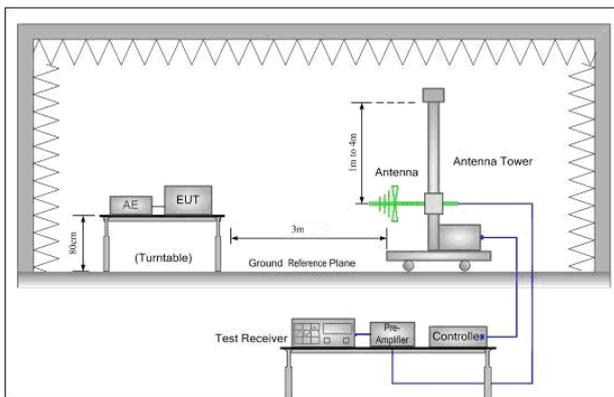 1m to 4m
Antenna
Antenna Tower
AE
EUT
80cm
(Turntable)
3m
Ground Reference Plane
Test Receiver
Pre-
Amplifier
Controller